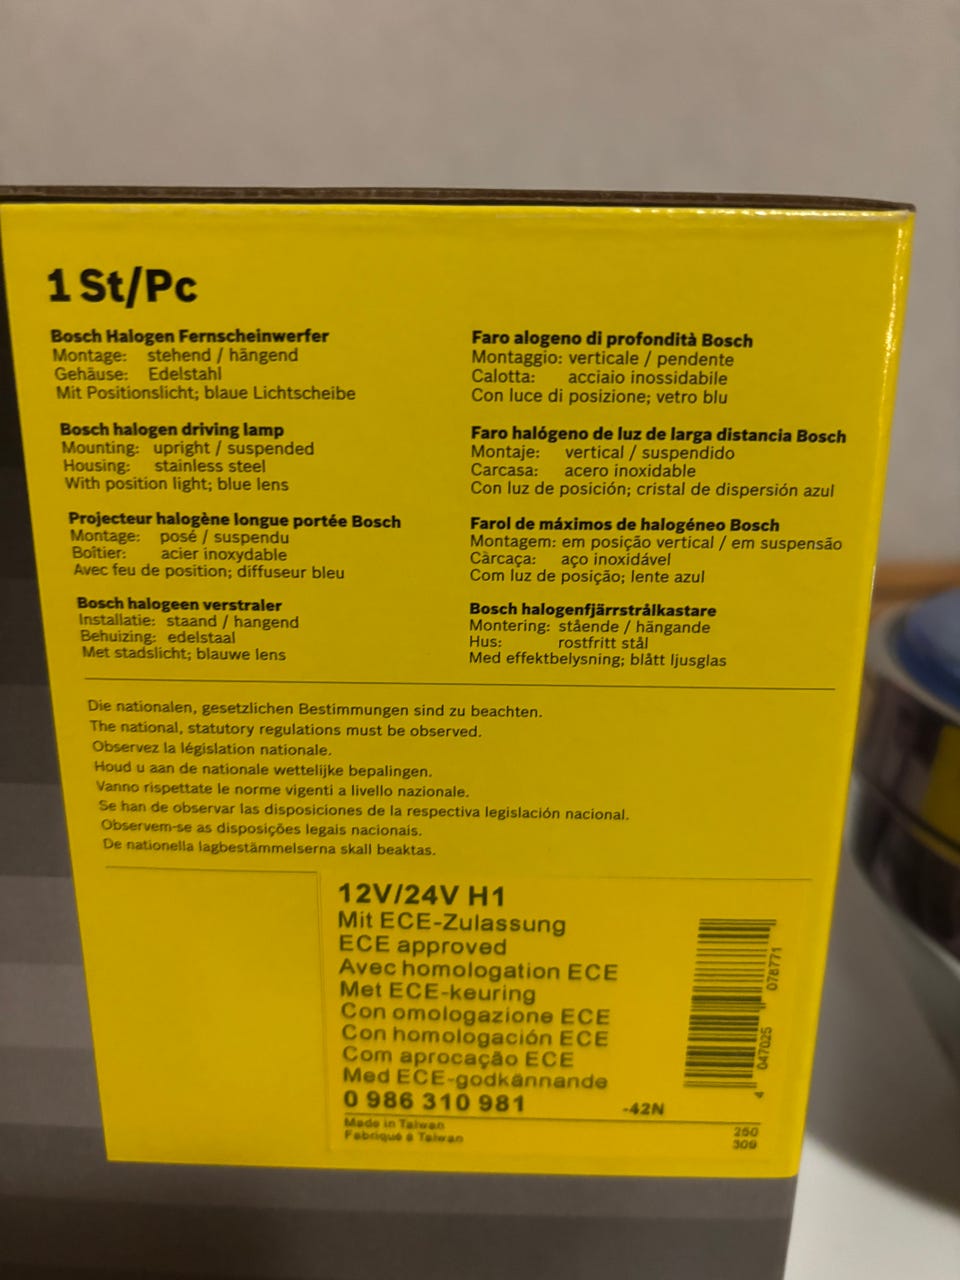 1 St/Pc
Bosch Halogen Fernscheinwerfer
Montage: stehend / hängend
Gehäuse: Edelstahl
Mit Positionslicht; blaue Lichtscheibe
Bosch halogen driving lamp
Mounting: upright / suspended
Housing: stainless steel
With position light; blue lens
Projecteur halogène longue portée Bosch
Montage: posé / suspendu
Boîtier: acier inoxydable
Avec feu de position; diffuseur bleu
Bosch halogeen verstraler
Installatie: staand / hangend
Behuizing: edelstaal
Met stadslicht; blauwe lens
Faro alogeno di profondità Bosch
Montaggio: verticale / pendente
Calotta: acciaio inossidabile
Con luce di posizione; vetro blu
Faro halógeno de luz de larga distancia Bosch
Montaje: vertical / suspendido
Carcasa: acero inoxidable
Con luz de posición; cristal de dispersión azul
Farol de máximos de halogéneo Bosch
Montagem: em posição vertical / em suspensão
Càrcaça: aço inoxidável
Com luz de posição; lente azul
Bosch halogenfjärrstrålkastare
Montering: stående / hängande
Hus: rostfritt stål
Med effektbelysning; blått ljusglas
Die nationalen, gesetzlichen Bestimmungen sind zu beachten.
The national, statutory regulations must be observed.
Observez la législation nationale.
Houd u aan de nationale wettelijke bepalingen.
Vanno rispettate le norme vigenti a livello nazionale.
Se han de observar las disposiciones de la respectiva legislación nacional.
Observem-se as disposições legais nacionais.
De nationella lagbestämmelserna skall beaktas.
12V/24V H1
Mit ECE-Zulassung
ECE approved
Avec homologation ECE
Met ECE-keuring
Con omologazione ECE
Con homologación ECE
Com aprocação ECE
Med ECE-godkännande
0 986 310 981 -42N
Made in Taiwan
Fabriqué á Taiwan
250
309
4 047025 078771